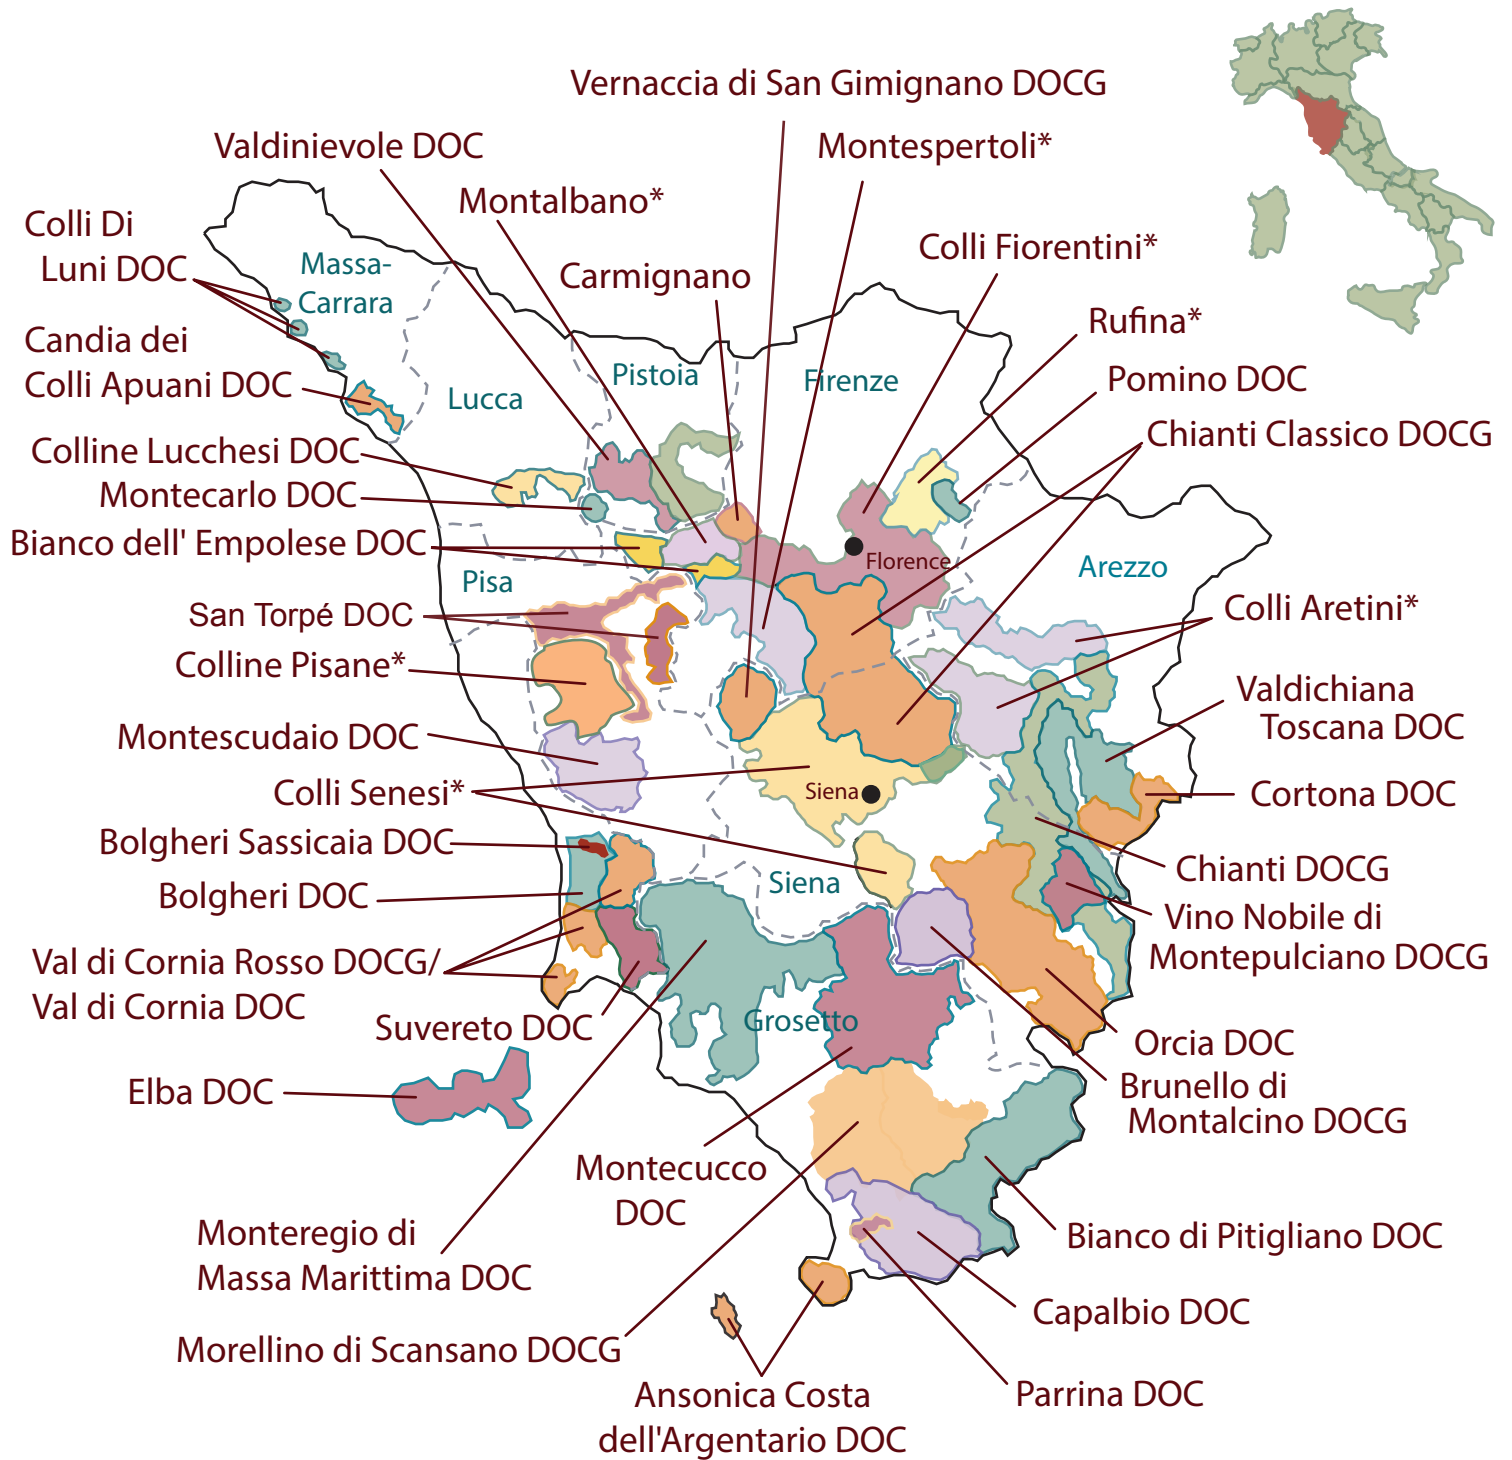 Vernaccia di San Gimignano DOCG
Valdinievole DOC
Montespertoli*
Montalbano*
Colli Di
Luni DOC
Massa-
Carrara
Carmignano
Colli Fiorentini*
Rufina*
Candia dei
Colli Apuani DOC
Lucca
Pistoia
Firenze
Pomino DOC
Chianti Classico DOCG
Colline Lucchesi DOC
Montecarlo DOC
Bianco dell' Empolese DOC
Florence
Arezzo
Pisa
San Torpé DOC
Colli Aretini*
Colline Pisane*
Valdichiana
Toscana DOC
Montescudaio DOC
Colli Senesi*
Siena
Cortona DOC
Bolgheri Sassicaia DOC
Chianti DOCG
Bolgheri DOC
Siena
Vino Nobile di
Montepulciano DOCG
Val di Cornia Rosso DOCG/
Val di Cornia DOC
Suvereto DOC
Grosetto
Orcia DOC
Elba DOC
Brunello di
Montalcino DOCG
Montecucco
DOC
Monteregio di
Massa Marittima DOC
Bianco di Pitigliano DOC
Capalbio DOC
Morellino di Scansano DOCG
Ansonica Costa
dell'Argentario DOC
Parrina DOC